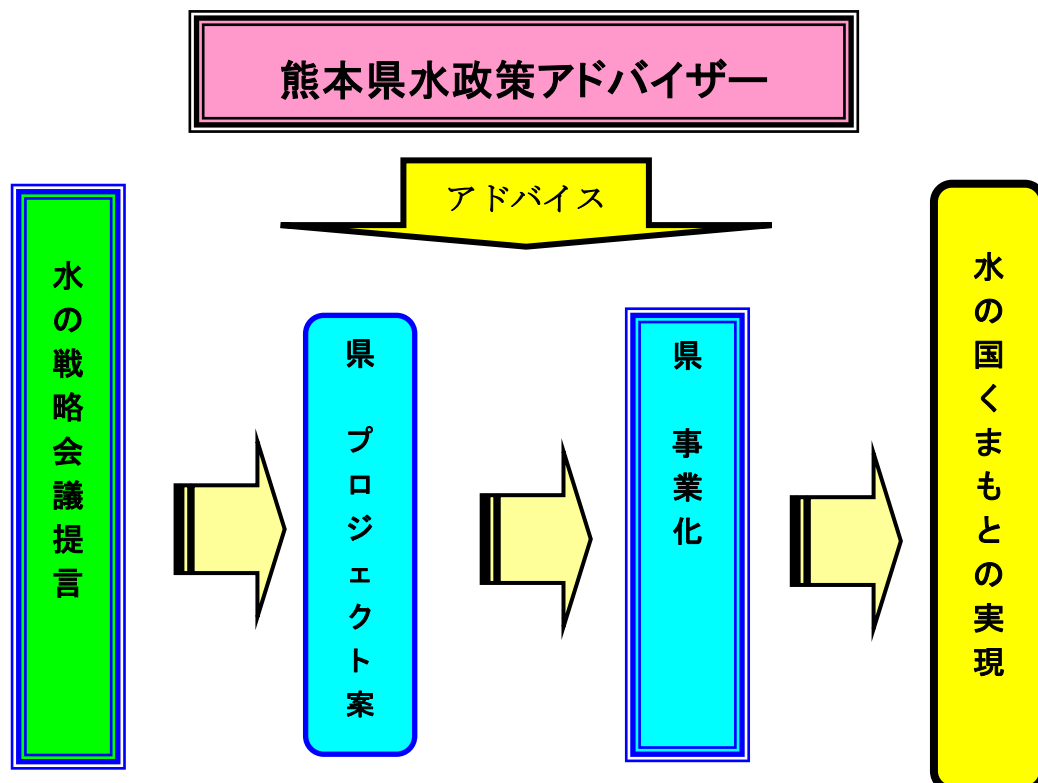 熊本県水政策アドバイザー
アドバイス
水の戦略会議提言
県 プロジェクト案
県 事業化
水の国くまもとの実現